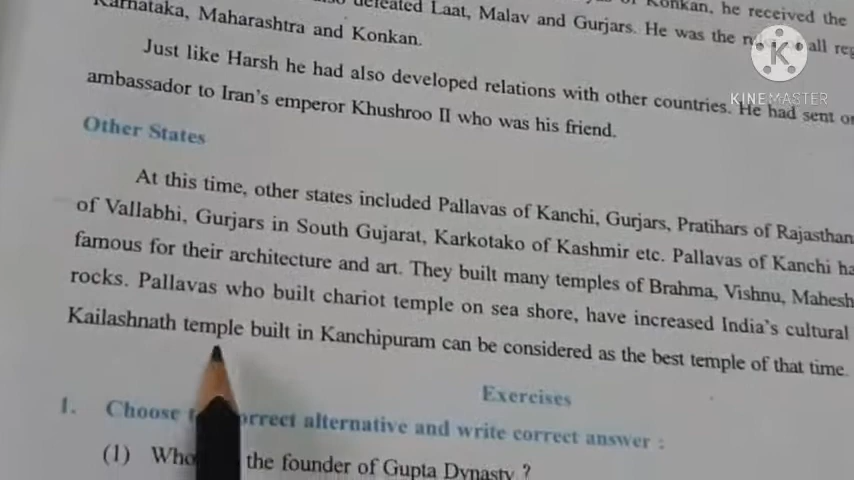 Konkan, he received the
Karnataka, Maharashtra and Konkan.
defeated Laat, Malav and Gurjars. He was the all
Just like Harsh he had also developed relations with other countries. He had sent
ambassador to Iran's emperor Khushroo II who was his friend.
KINEMASTER
Other States
At this time, other states included Pallavas of Kanchi, Gurjars, Pratihars of Rajasthan
of Vallabhi, Gurjars in South Gujarat, Karkotako of Kashmir etc. Pallavas of Kanchi
famous for their architecture and art. They built many temples of Brahma, Vishnu, Mahesh
rocks. Pallavas who built chariot temple on sea shore, have increased India's cultural
Kailashnath temple built in Kanchipuram can be considered as the best temple of that time.
Exercises
1. Choose correct alternative and write correct answer :
(1) Who the founder of Gupta Dynasty ?